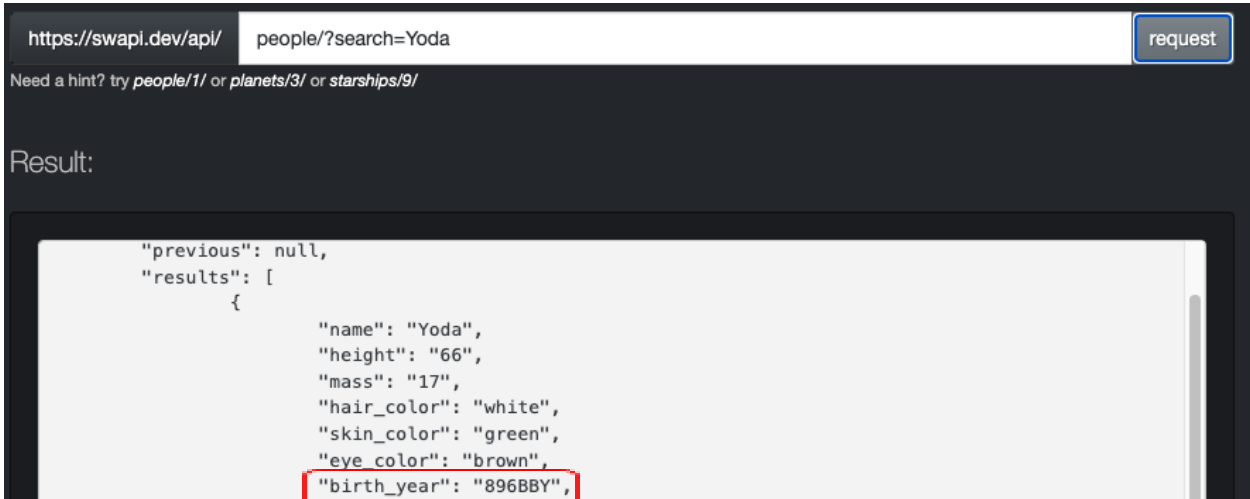 https://swapi.dev/api/ people/?search=Yoda request
Need a hint? try people/1/ or planets/3/ or starships/9/
Result:
"previous": null,
"results": [
{
"name": "Yoda",
"height": "66",
"mass": "17",
"hair_color": "white",
"skin_color": "green",
"eye_color": "brown",
"birth_year": "896BBY",